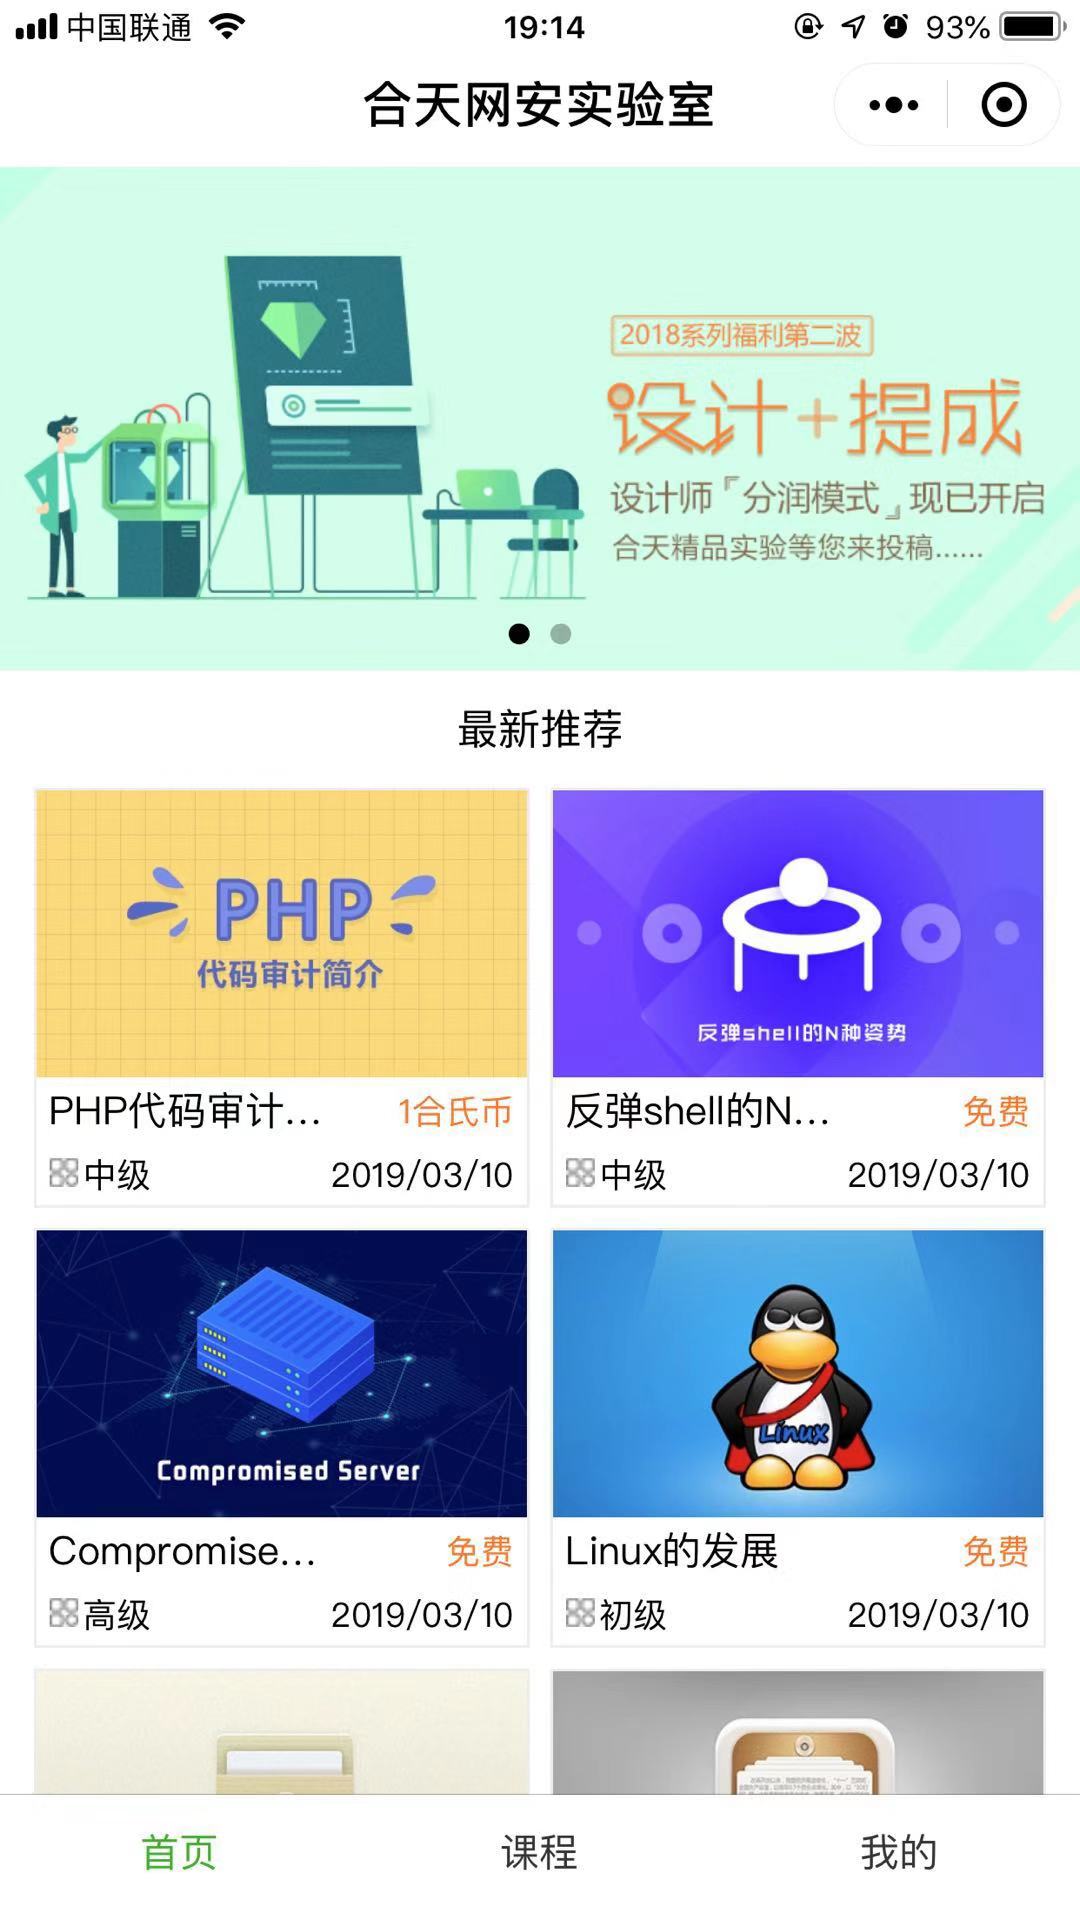 中国联通
19:14
93%
合天网安实验室
2018系列福利第二波
设计+提成
设计师「分润模式」现已开启
合天精品实验等您来投稿......
最新推荐
PHP
代码审计简介
PHP代码审计... 1合氏币
中级 2019/03/10
反弹shell的N种姿势
反弹shell的N... 免费
中级 2019/03/10
Compromised Server
Compromise... 免费
高级 2019/03/10
Linux
Linux的发展 免费
初级 2019/03/10
首页
课程
我的